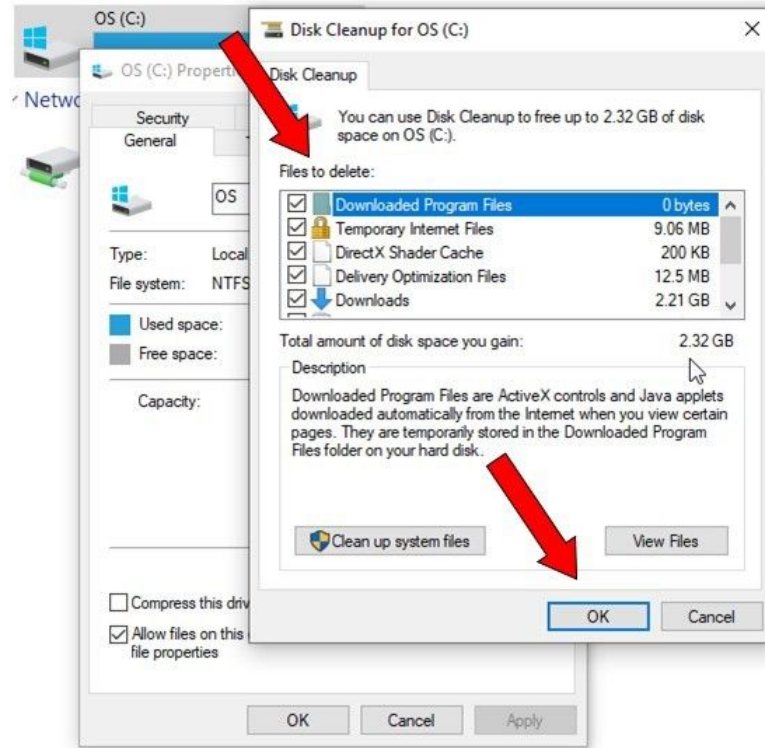 OS (C:)
Disk Cleanup for OS (C:)
OS (C:) Properti
Disk Cleanup
Netwo
Security
General
You can use Disk Cleanup to free up to 2.32 GB of disk
space on OS (C:).
Files to delete:
OS
Downloaded Program Files 0 bytes
Temporary Internet Files 9.06 MB
DirectX Shader Cache 200 KB
Delivery Optimization Files 12.5 MB
Downloads 2.21 GB
Type: Local
File system: NTFS
Used space:
Free space:
Capacity:
Total amount of disk space you gain: 2.32 GB
Description
Downloaded Program Files are ActiveX controls and Java applets
downloaded automatically from the Internet when you view certain
pages. They are temporarily stored in the Downloaded Program
Files folder on your hard disk.
Clean up system files
View Files
Compress this driv
Allow files on this
file properties
OK
Cancel
OK
Cancel
Apply